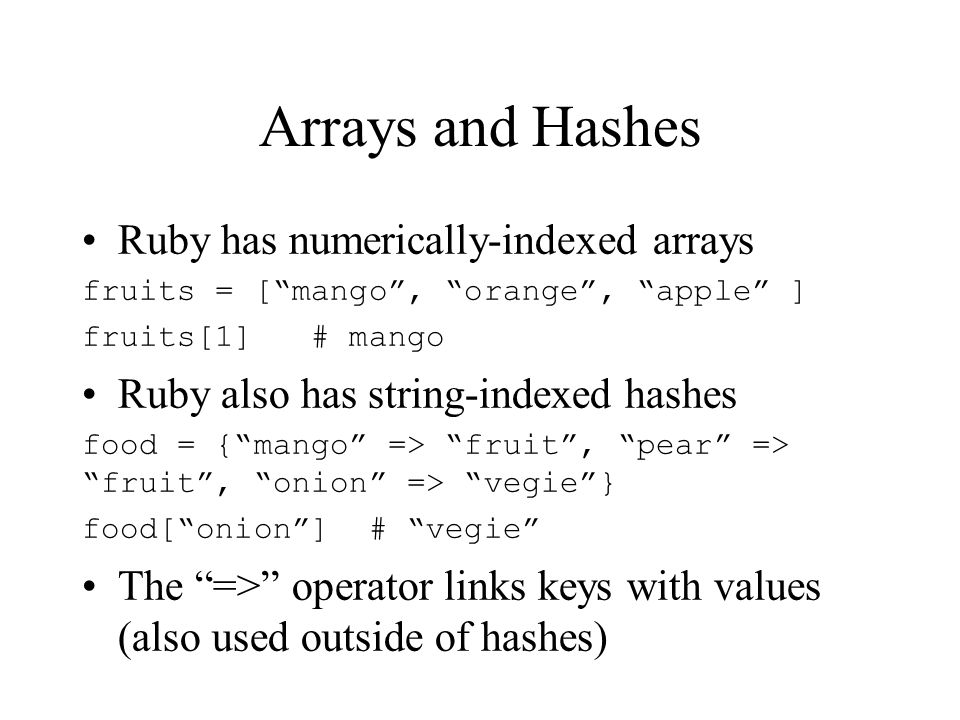 Arrays and Hashes
• Ruby has numerically-indexed arrays
fruits = [“mango”, “orange”, “apple” ]
fruits[1]   # mango
• Ruby also has string-indexed hashes
food = {“mango” => “fruit”, “pear” =>
“fruit”, “onion” => “vegie”}
food[“onion”]  # “vegie”
• The “=>” operator links keys with values
(also used outside of hashes)